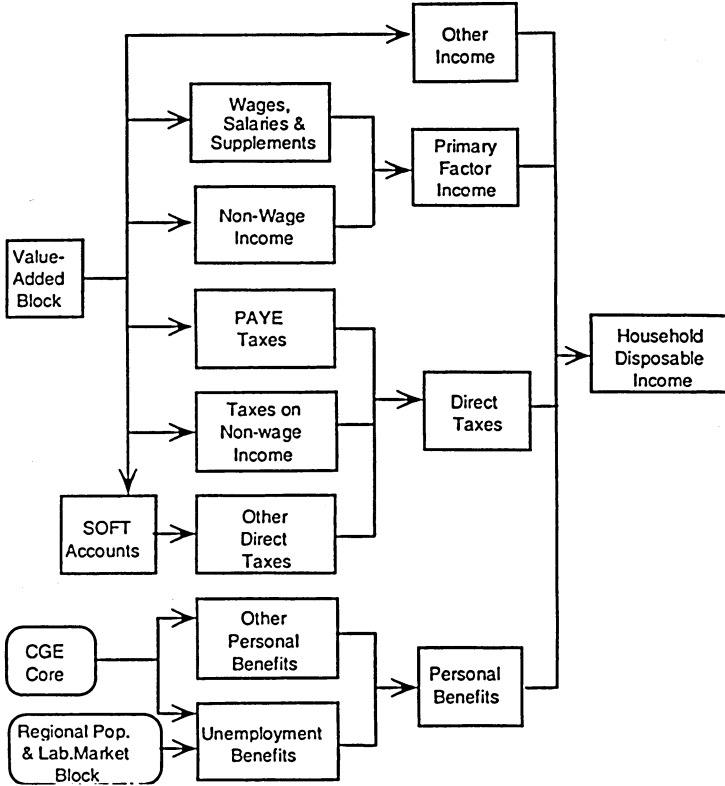 Other
Income
Wages,
Salaries &
Supplements
Primary
Factor
Income
Non-Wage
Income
Value-
Added
Block
PAYE
Taxes
Household
Disposable
Income
Taxes on
Non-wage
Income
Direct
Taxes
SOFT
Accounts
Other
Direct
Taxes
CGE
Core
Other
Personal
Benefits
Personal
Benefits
Regional Pop.
& Lab.Market
Block
Unemployment
Benefits